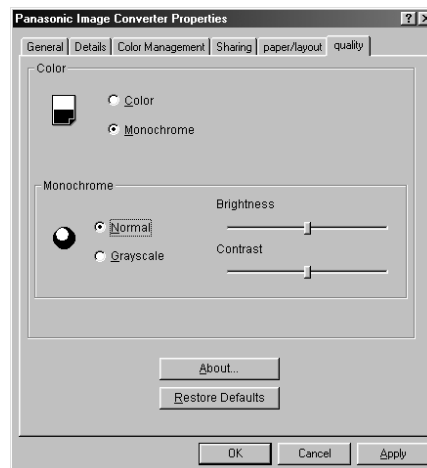 Panasonic Image Converter Properties
General Details Color Management Sharing paper/layout quality
Color
Color
Monochrome
Monochrome
Normal
Grayscale
Brightness
Contrast
About...
Restore Defaults
OK Cancel Apply